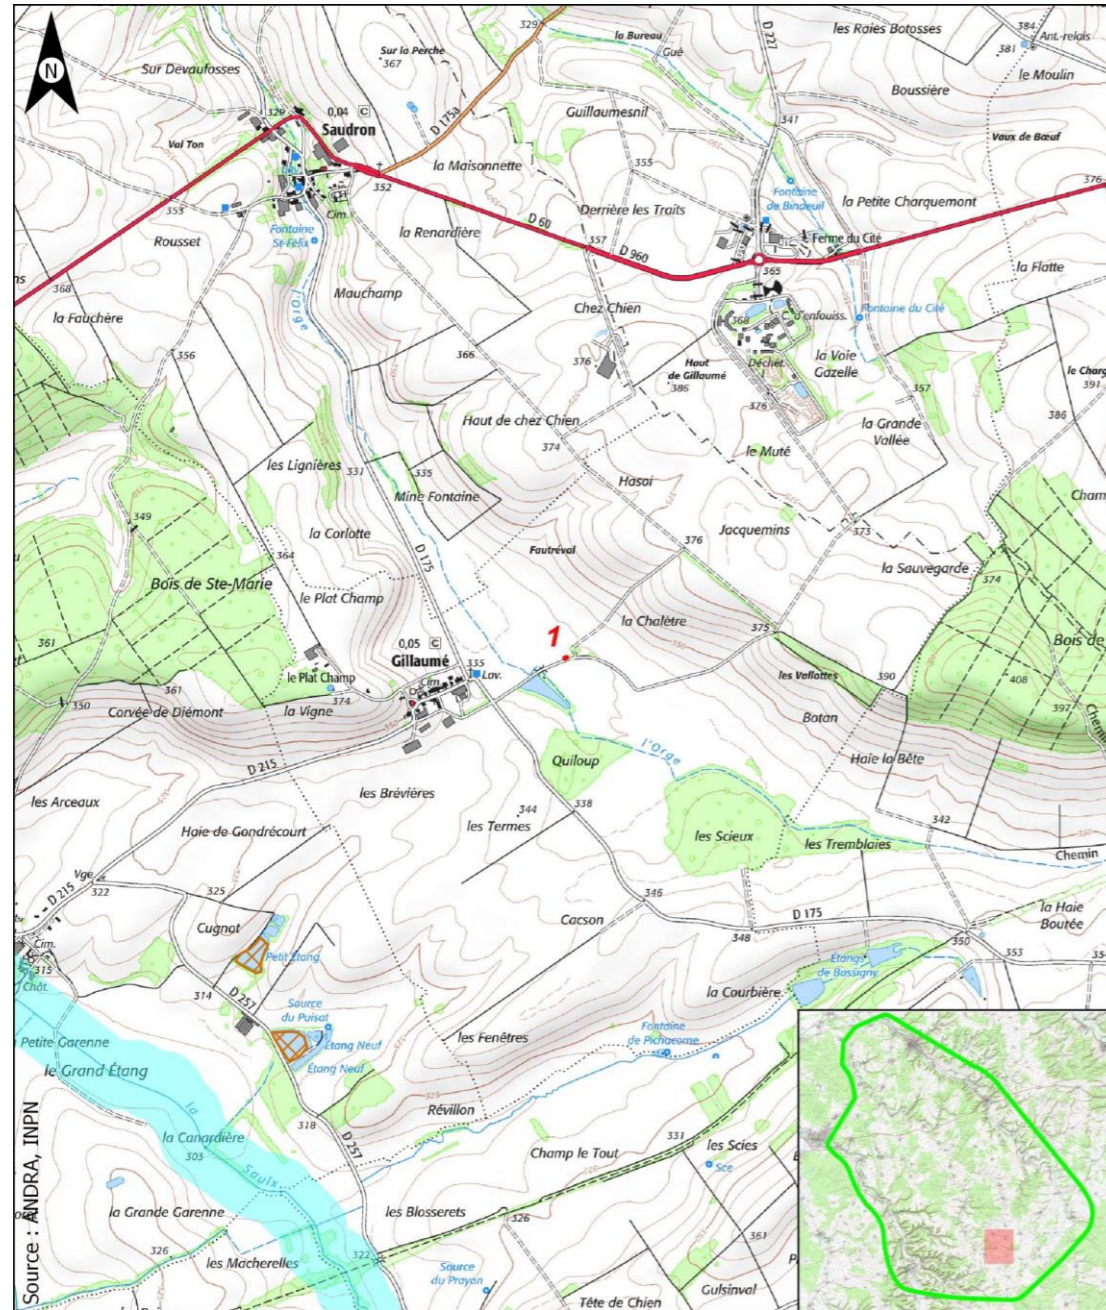 N
329
la Bureau
Gué
D 227
les Raies Botosses
384
Ant.-relais
381
le Moulin
Sur la Perche
367
Sur Devaufosses
Boussière
Guillaumesnil
341
329
0,04 C
Saudron
D 175a
Val Ton
Vaux de Bœuf
la Maisonnette
355
352
Fontaine
de Bindeuil
376
353
Cim.
Derrière les Traits
la Petite Charquemont
Rousset
Fontaine
St-Félix
la Renardière
D 60
357
D 960
Ferme du Cité
365
368
la Flatte
Mauchamp
l'Orge
la Fauchère
Chez Chien
C. d'enfouiss.
368
Fontaine du Cité
356
366
376
Haut
de Gillaumé
386
Déchet.
la Voie
Gazelle
357
le Charg
391
376
386
Haut de chez Chien
la Grande
Vallée
374
le Muté
les Lignières
331
335
Mine Fontaine
Hasoi
349
la Corlotte
Jacquemins
373
364
D 175
Fautréval
376
la Sauvegarde
Cham
374
Bois de Ste-Marie
le Plat Champ
la Chalêtre
1
375
361
0,05 C
Gillaumé
335
Lav.
Bois de
le Plat Champ
Cim.
les Vallottes
390
408
361
374
350
Corvée de Diémont
la Vigne
Botan
397
Chemin
Quiloup
l'Orge
Haie la Bête
D 215
les Brévières
les Arceaux
344
338
342
Haie de Gondrécourt
les Termes
les Scieux
les Tremblaies
Chemin
Vge
322
325
D 215
346
D 175
la Haie
Bourée
Cugnot
Cacson
348
350
353
Cim.
315
Chât.
Petit Étang
Étangs
de Bassigny
314
D 257
Source
du Puisat
la Courbière
Petite Garenne
les Fenêtres
Fontaine
de Pichacome
le Grand Étang
Étang Neuf
Étang Neuf
Révillon
318
la Canardière
303
la
Saulx
D 257
331
les Scies
Champ le Tout
Sce
la Grande Garenne
les Blosserets
326
361
326
les Macherelles
322
Source
du Prayon
Gulsinval
Tête de Chien
Source : ANDRA, INPN